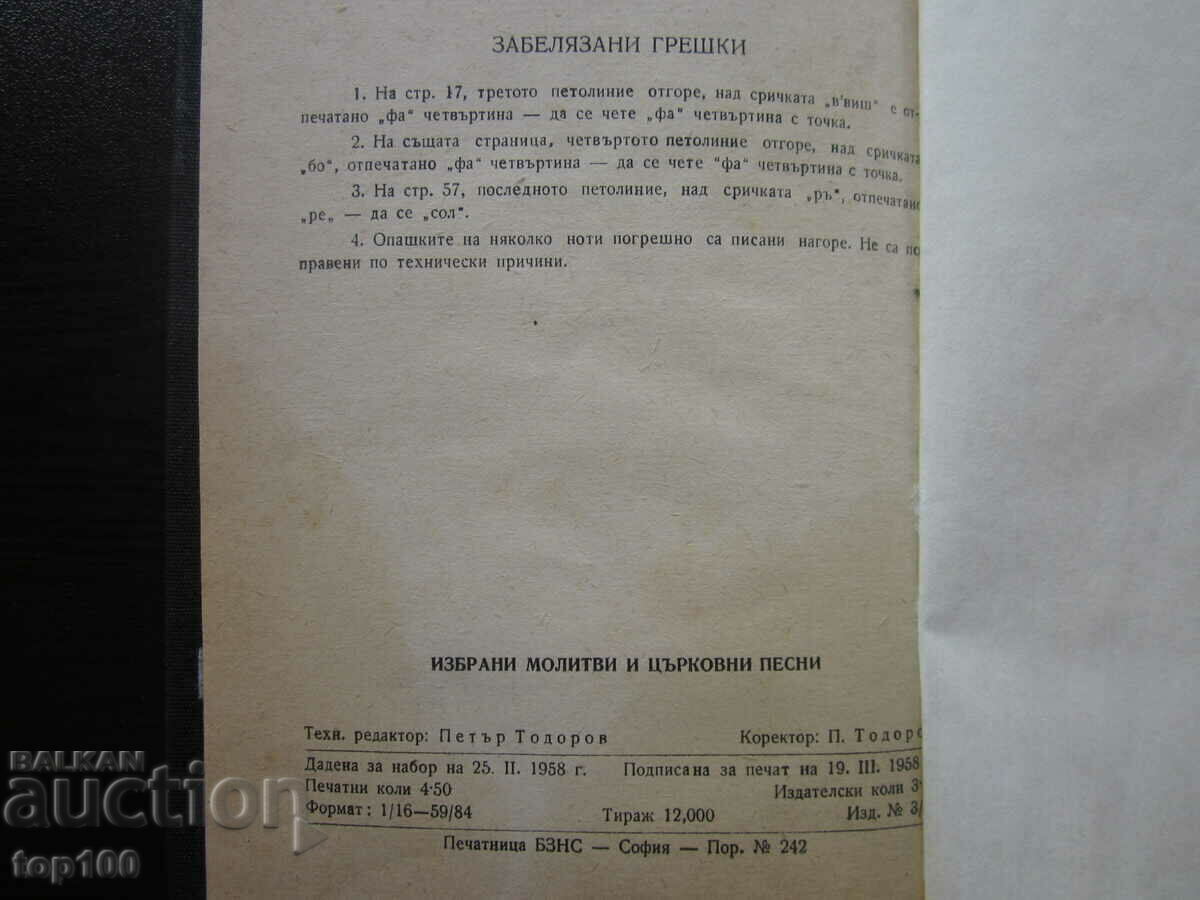 ЗАБЕЛЯЗАНИ ГРЕШКИ
1. На стр. 17, третото петолиние отгоре, над сричката „в'виш“ е от-
печатано „фа“ четвъртина — да се чете „фа“ четвъртина с точка.
2. На същата страница, четвъртото петолиние отгоре, над сричката
„бо“, отпечатано „фа“ четвъртина — да се чете "фа“ четвъртина с точка.
3. На стр. 57, последното петолиние, над сричката „ръ“, отпечатано
„ре„ — да се „сол“.
4. Опашките на няколко ноти погрешно са писани нагоре. Не са по
правени по технически причини.
ИЗБРАНИ МОЛИТВИ И ЦЪРКОВНИ ПЕСНИ
Техн. редактор: Петър Тодоров Коректор: П. Тодоро
Дадена за набор на 25. II. 1958 г. Подписана за печат на 19. III. 1958
Печатни коли 4·50 Издателски коли 3·
Формат: 1/16—59/84 Тираж 12,000 Изд. № 3/
Печатница БЗНС — София — Пор. № 242
BALKAN
auction
top100